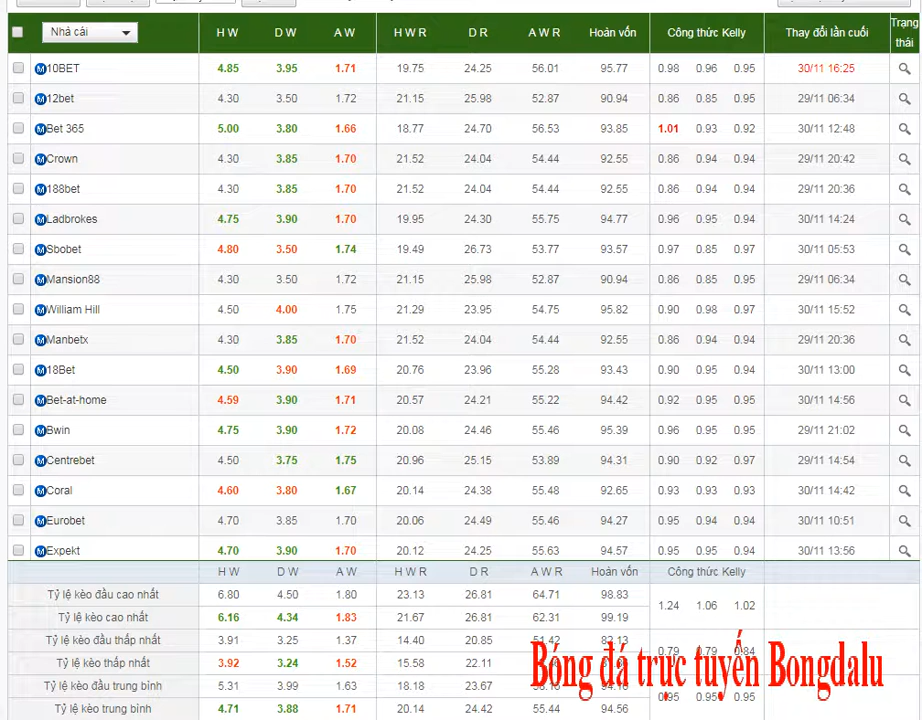 Nhà cái H W D W A W H W R D R A W R Hoàn vốn Công thức Kelly Thay đổi lần cuối Trạng thái
10BET 4.85 3.95 1.71 19.75 24.25 56.01 95.77 0.98 0.96 0.95 30/11 16:25
12bet 4.30 3.50 1.72 21.15 25.98 52.87 90.94 0.86 0.85 0.95 29/11 06:34
Bet 365 5.00 3.80 1.66 18.77 24.70 56.53 93.85 1.01 0.93 0.92 30/11 12:48
Crown 4.30 3.85 1.70 21.52 24.04 54.44 92.55 0.86 0.94 0.94 29/11 20:42
188bet 4.30 3.85 1.70 21.52 24.04 54.44 92.55 0.86 0.94 0.94 29/11 20:36
Ladbrokes 4.75 3.90 1.70 19.95 24.30 55.75 94.77 0.96 0.95 0.94 30/11 14:24
Sbobet 4.80 3.50 1.74 19.49 26.73 53.77 93.57 0.97 0.85 0.97 30/11 05:53
Mansion88 4.30 3.50 1.72 21.15 25.98 52.87 90.94 0.86 0.85 0.95 29/11 06:34
William Hill 4.50 4.00 1.75 21.29 23.95 54.75 95.82 0.90 0.98 0.97 30/11 15:52
Manbetx 4.30 3.85 1.70 21.52 24.04 54.44 92.55 0.86 0.94 0.94 29/11 20:36
18Bet 4.50 3.90 1.69 20.76 23.96 55.28 93.43 0.90 0.95 0.94 30/11 13:00
Bet-at-home 4.59 3.90 1.71 20.57 24.21 55.22 94.42 0.92 0.95 0.95 30/11 14:56
Bwin 4.75 3.90 1.72 20.08 24.46 55.46 95.39 0.96 0.95 0.95 29/11 21:02
Centrebet 4.50 3.75 1.75 20.96 25.15 53.89 94.31 0.90 0.92 0.97 29/11 14:54
Coral 4.60 3.80 1.67 20.14 24.38 55.48 92.65 0.93 0.93 0.93 30/11 14:42
Eurobet 4.70 3.85 1.70 20.06 24.49 55.46 94.27 0.95 0.94 0.94 30/11 10:51
Expekt 4.70 3.90 1.70 20.12 24.25 55.63 94.57 0.95 0.95 0.94 30/11 13:56
H W D W A W H W R D R A W R Hoàn vốn Công thức Kelly
Tỷ lệ kèo đầu cao nhất 6.80 4.50 1.80 23.13 26.81 64.71 98.83
1.24 1.06 1.02
Tỷ lệ kèo cao nhất 6.16 4.34 1.83 21.67 26.81 62.31 99.19
Tỷ lệ kèo đầu thấp nhất 3.91 3.25 1.37 14.40 20.85 51.42 82.13
0.79 0.79 0.84
Tỷ lệ kèo thấp nhất 3.92 3.24 1.52 15.58 22.11
Bóng đá trực tuyến Bongdalu
Tỷ lệ kèo đầu trung bình 5.31 3.99 1.63 18.18 23.67
0.95 0.95 0.95
Tỷ lệ kèo trung bình 4.71 3.88 1.71 20.14 24.42 55.44 94.56